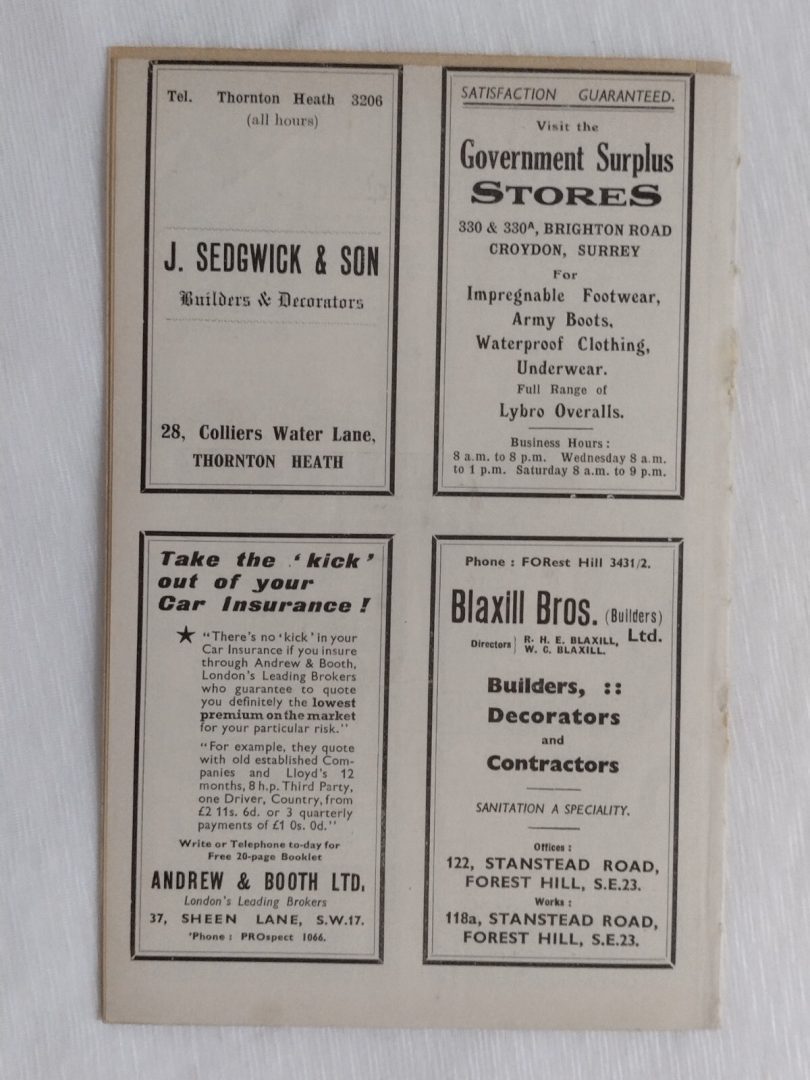 Tel. Thornton Heath 3206
(all hours)
J. SEDGWICK & SON
Builders & Decorators
28, Colliers Water Lane,
THORNTON HEATH
SATISFACTION GUARANTEED.
Visit the
Government Surplus
STORES
330 & 330A, BRIGHTON ROAD
CROYDON, SURREY
For
Impregnable Footwear,
Army Boots,
Waterproof Clothing,
Underwear.
Full Range of
Lybro Overalls.
Business Hours :
8 a.m. to 8 p.m. Wednesday 8 a.m.
to 1 p.m. Saturday 8 a.m. to 9 p.m.
Take the 'kick'
out of your
Car Insurance !
★ "There's no 'kick' in your
Car Insurance if you insure
through Andrew & Booth,
London's Leading Brokers
who guarantee to quote
you definitely the lowest
premium on the market
for your particular risk."
"For example, they quote
with old established Com-
panies and Lloyd's 12
months, 8 h.p. Third Party,
one Driver, Country, from
£2 11s. 6d. or 3 quarterly
payments of £1 0s. 0d."
Write or Telephone to-day for
Free 20-page Booklet
ANDREW & BOOTH LTD.
London's Leading Brokers
37, SHEEN LANE, S.W.17.
'Phone : PROspect 1066.
Phone : FORest Hill 3431/2.
Blaxill Bros. (Builders) Ltd.
Directors } R. H. E. BLAXILL,
W. C. BLAXILL.
Builders, ::
Decorators
and
Contractors
SANITATION A SPECIALITY.
Offices :
122, STANSTEAD ROAD,
FOREST HILL, S.E.23.
Works :
118a, STANSTEAD ROAD,
FOREST HILL, S.E.23.